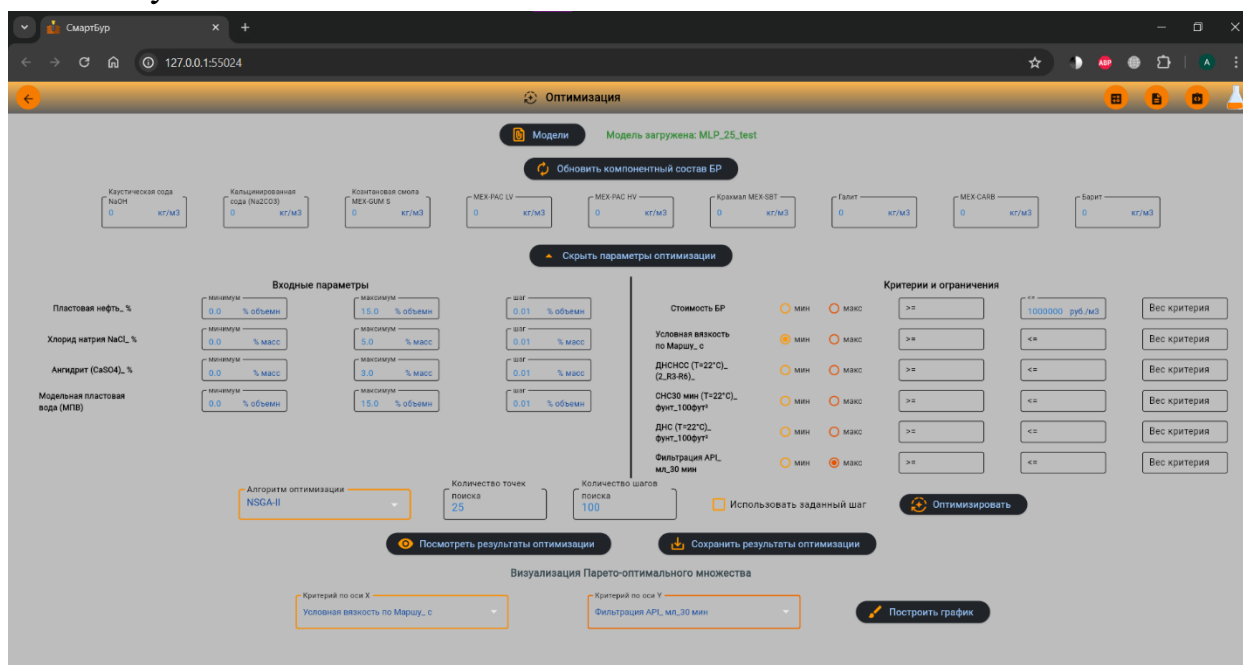 СмартБур
127.0.0.1:55024
ABP
A
Оптимизация
Модели
Модель загружена: MLP_25_test
Обновить компонентный состав БР
Каустическая сода
NaOH
0 кг/м3
Кальцинированная
сода (Na2CO3)
0 кг/м3
Ксантановая смола
MEX-GUM S
0 кг/м3
MEX-PAC LV
0 кг/м3
MEX-PAC HV
0 кг/м3
Крахмал MEX-SBT
0 кг/м3
Галит
0 кг/м3
MEX-CARB
0 кг/м3
Барит
0 кг/м3
Скрыть параметры оптимизации
Входные параметры
Пластовая нефть_ %
минимум
0.0 % объемн
максимум
15.0 % объемн
шаг
0.01 % объемн
Хлорид натрия NaCl_ %
минимум
0.0 % масс
максимум
5.0 % масс
шаг
0.01 % масс
Ангидрит (CaSO4)_ %
минимум
0.0 % масс
максимум
3.0 % масс
шаг
0.01 % масс
Модельная пластовая
вода (МПВ)
минимум
0.0 % объемн
максимум
15.0 % объемн
шаг
0.01 % объемн
Критерии и ограничения
Стоимость БР
мин
макс
>=
<=
1000000 руб./м3
Вес критерия
Условная вязкость
по Маршу_ с
мин
макс
>=
<=
Вес критерия
ДНСНСС (T=22°C)_
(2_R3-R6)_
мин
макс
>=
<=
Вес критерия
СНС30 мин (T=22°C)_
фунт_100фут²
мин
макс
>=
<=
Вес критерия
ДНС (T=22°C)_
фунт_100фут²
мин
макс
>=
<=
Вес критерия
Фильтрация API_
мл_30 мин
мин
макс
>=
<=
Вес критерия
Алгоритм оптимизации
NSGA-II
Количество точек
поиска
25
Количество шагов
поиска
100
Использовать заданный шаг
Оптимизировать
Посмотреть результаты оптимизации
Сохранить результаты оптимизации
Визуализация Парето-оптимального множества
Критерий по оси X
Условная вязкость по Маршу_ с
Критерий по оси Y
Фильтрация API_ мл_30 мин
Построить график